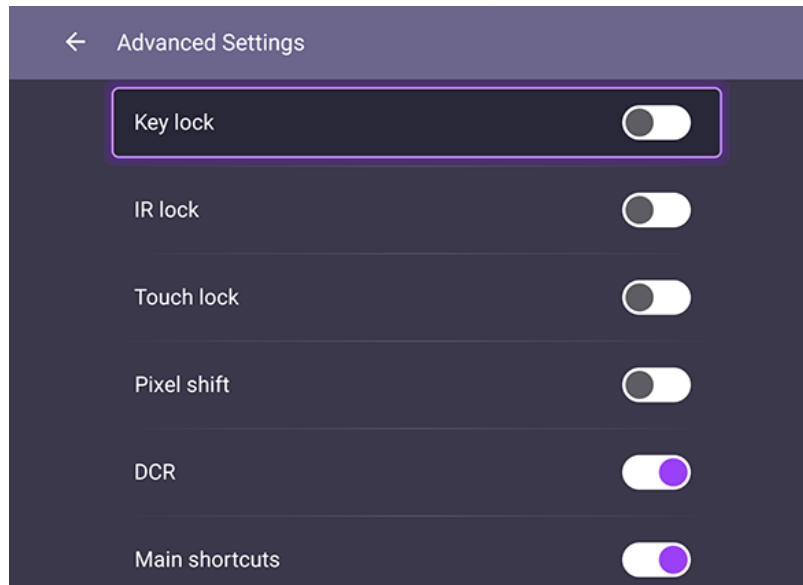 Advanced Settings
Key lock
IR lock
Touch lock
Pixel shift
DCR
Main shortcuts